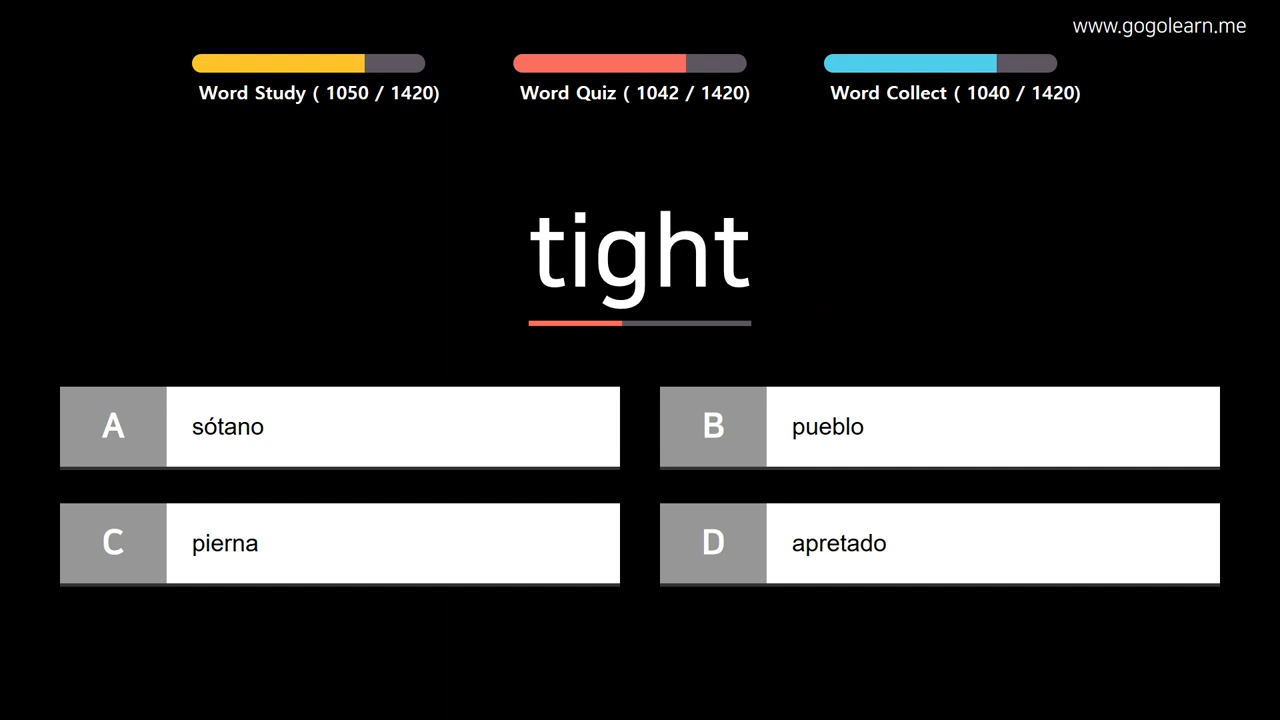 www.gogolearn.me
Word Study ( 1050 / 1420)
Word Quiz ( 1042 / 1420)
Word Collect ( 1040 / 1420)
tight
A sótano
B pueblo
C pierna
D apretado